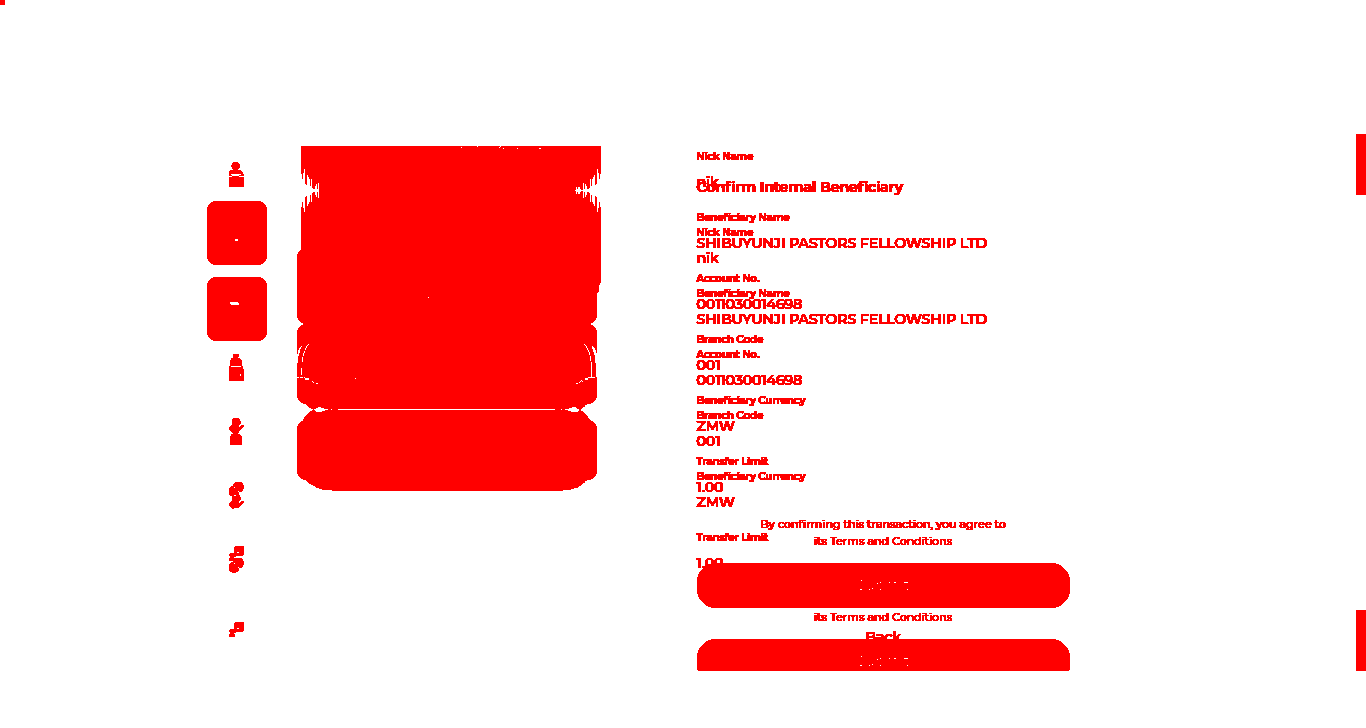 Nick Name
nik
Confirm Internal Beneficiary
Beneficiary Name
Nick Name
SHIBUYUNJI PASTORS FELLOWSHIP LTD
nik
Account No.
Beneficiary Name
0011030014698
SHIBUYUNJI PASTORS FELLOWSHIP LTD
Branch Code
Account No.
001
0011030014698
Beneficiary Currency
Branch Code
ZMW
001
Transfer Limit
Beneficiary Currency
1.00
ZMW
By confirming this transaction, you agree to
Transfer Limit
its Terms and Conditions
1.00
its Terms and Conditions
Back